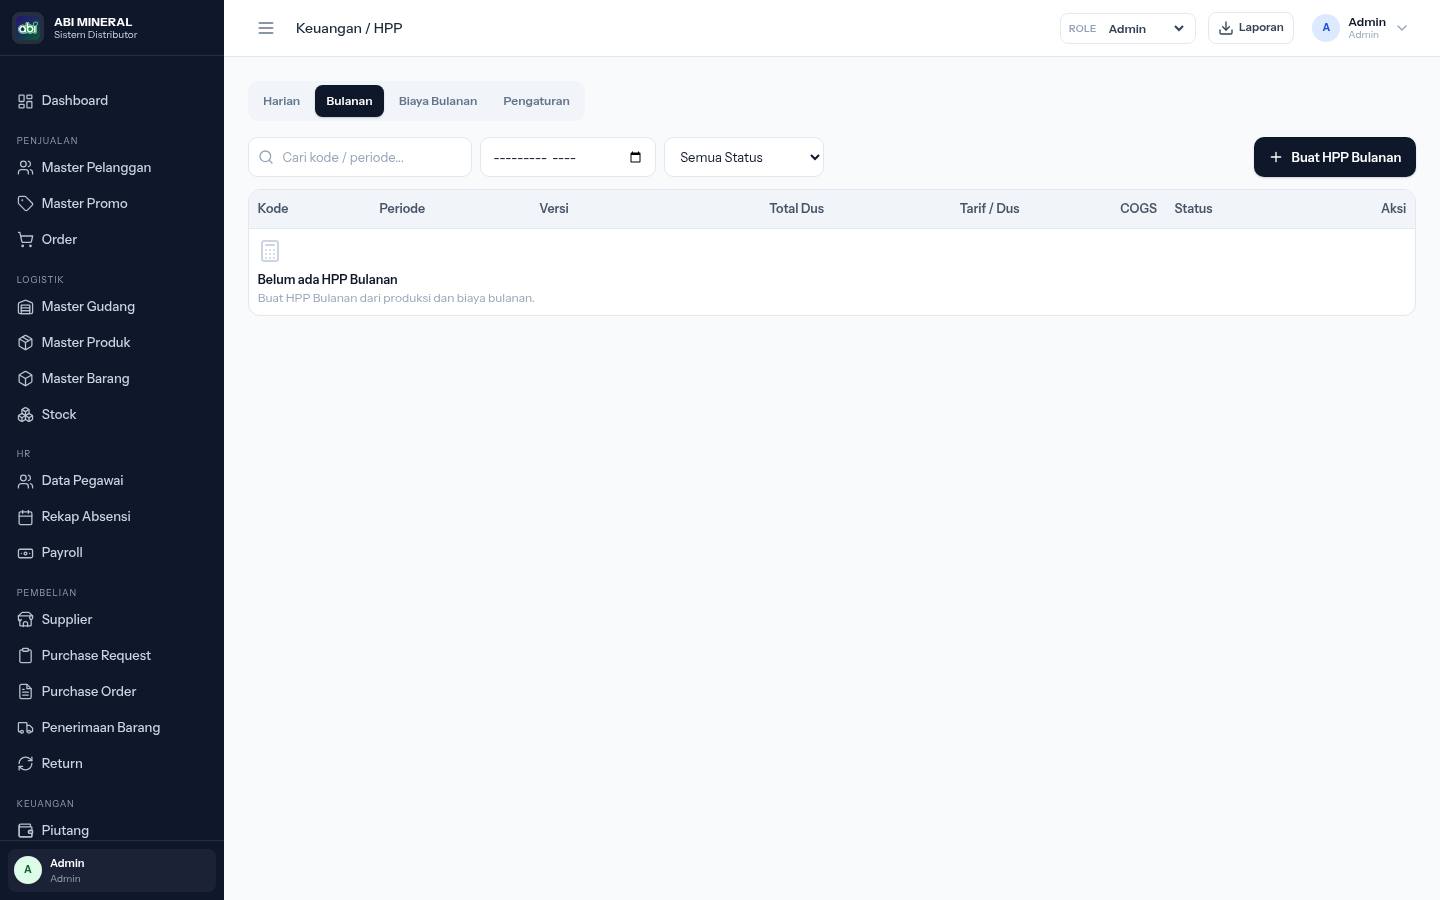 abi
ABI MINERAL
Sistem Distributor
Dashboard
PENJUALAN
Master Pelanggan
Master Promo
Order
LOGISTIK
Master Gudang
Master Produk
Master Barang
Stock
HR
Data Pegawai
Rekap Absensi
Payroll
PEMBELIAN
Supplier
Purchase Request
Purchase Order
Penerimaan Barang
Return
KEUANGAN
Piutang
A
Admin
Admin
Keuangan / HPP
ROLE Admin
Laporan
A
Admin
Admin
Harian Bulanan Biaya Bulanan Pengaturan
Cari kode / periode...
--------- ----
Semua Status
Buat HPP Bulanan
Kode Periode Versi Total Dus Tarif / Dus COGS Status Aksi
Belum ada HPP Bulanan
Buat HPP Bulanan dari produksi dan biaya bulanan.